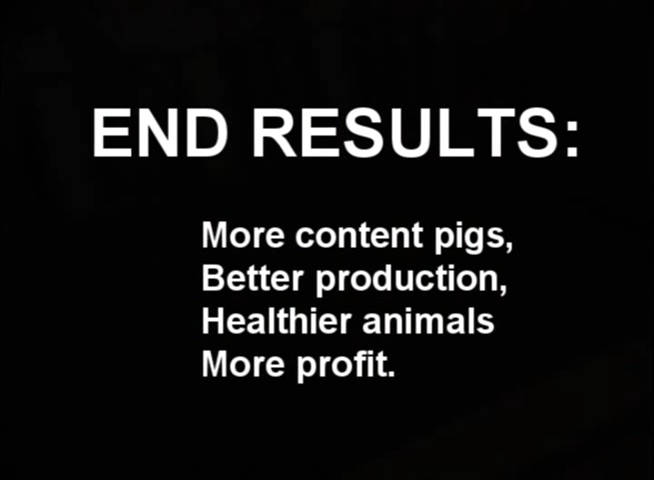 END RESULTS:
More content pigs,
Better production,
Healthier animals
More profit.